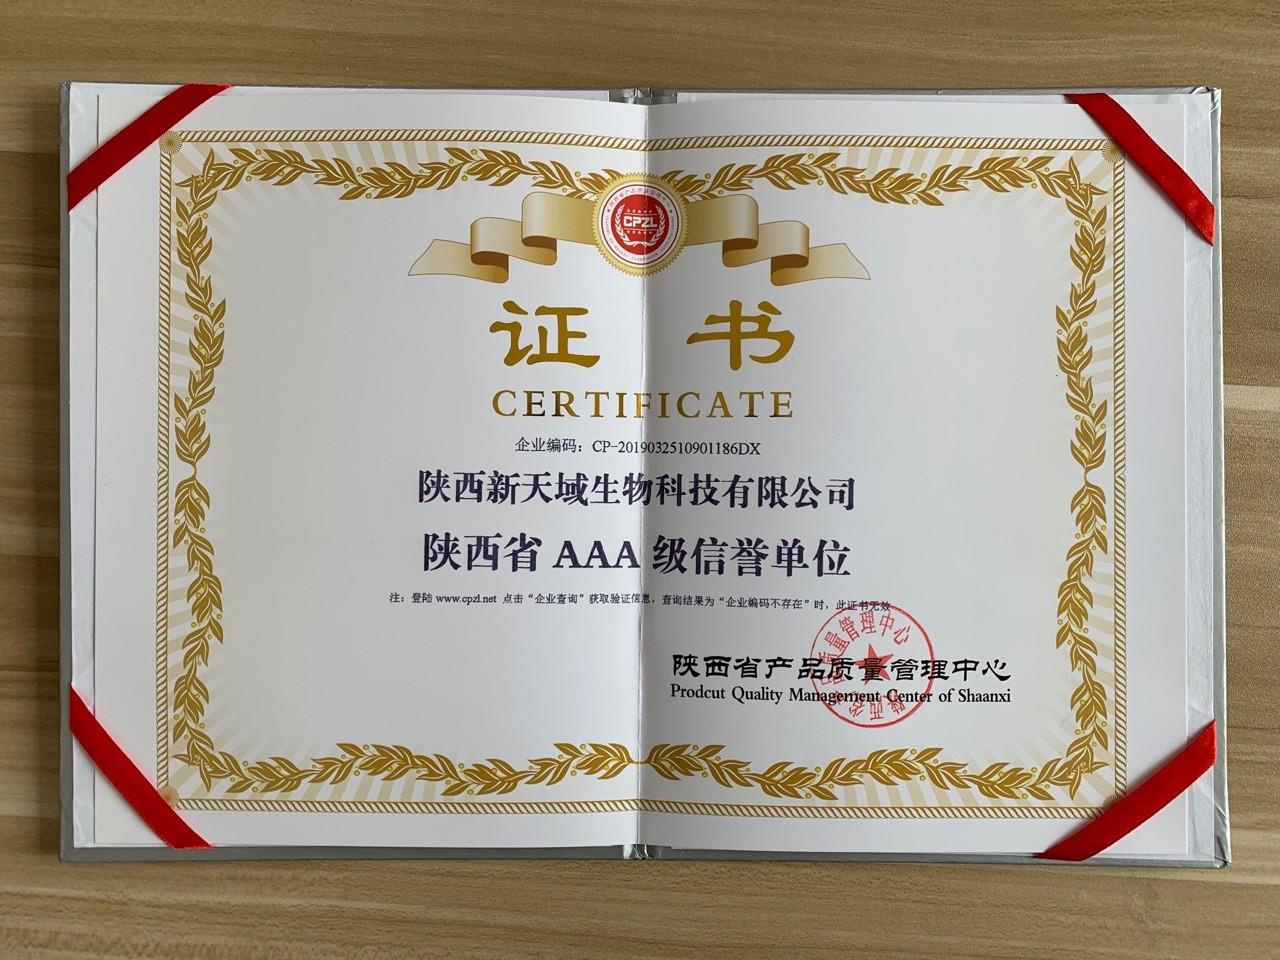 CPZL
证 书
CERTIFICATE
企业编码：CP-2019032510901186DX
陕西新天域生物科技有限公司
陕西省 AAA 级信誉单位
注：登陆 www.cpzl.net 点击“企业查询”获取验证信息，查询结果为“企业编码不存在”时，此证书无效
陕西省产品质量管理中心
Prodcut Quality Management Center of Shaanxi